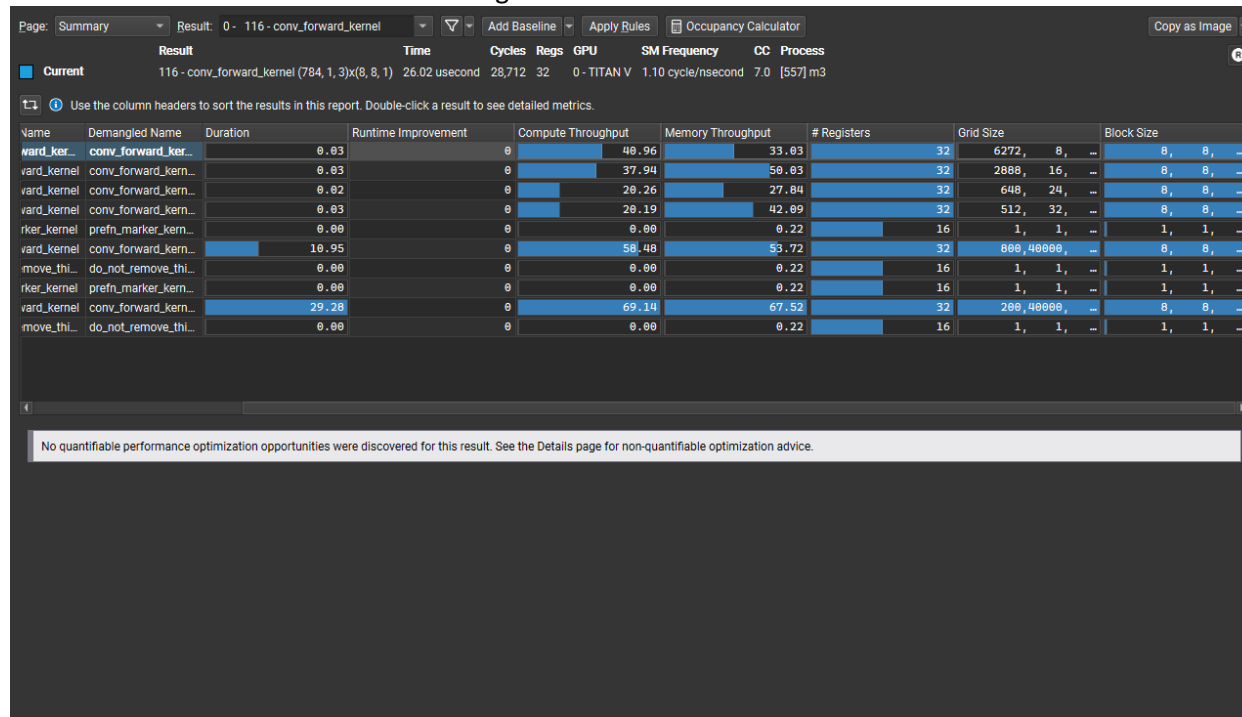 Page: Summary Result: 0 - 116 - conv_forward_kernel Add Baseline Apply Rules Occupancy Calculator Copy as Image
Result Time Cycles Regs GPU SM Frequency CC Process
Current 116 - conv_forward_kernel (784, 1, 3)x(8, 8, 1) 26.02 usecond 28,712 32 0 - TITAN V 1.10 cycle/nsecond 7.0 [557] m3
Use the column headers to sort the results in this report. Double-click a result to see detailed metrics.
Name Demangled Name Duration Runtime Improvement Compute Throughput Memory Throughput # Registers Grid Size Block Size
ward_ker... conv_forward_ker... 0.03 0 40.96 33.03 32 6272, 8, … 8, 8, …
vard_kernel conv_forward_kern... 0.03 0 37.94 50.03 32 2888, 16, … 8, 8, …
vard_kernel conv_forward_kern... 0.02 0 20.26 27.84 32 648, 24, … 8, 8, …
vard_kernel conv_forward_kern... 0.03 0 20.19 42.09 32 512, 32, … 8, 8, …
rker_kernel prefn_marker_kern... 0.00 0 0.00 0.22 16 1, 1, … 1, 1, …
vard_kernel conv_forward_kern... 10.95 0 58.48 53.72 32 800,40000, … 8, 8, …
move_thi... do_not_remove_thi... 0.00 0 0.00 0.22 16 1, 1, … 1, 1, …
rker_kernel prefn_marker_kern... 0.00 0 0.00 0.22 16 1, 1, … 1, 1, …
vard_kernel conv_forward_kern... 29.28 0 69.14 67.52 32 200,40000, … 8, 8, …
move_thi... do_not_remove_thi... 0.00 0 0.00 0.22 16 1, 1, … 1, 1, …
No quantifiable performance optimization opportunities were discovered for this result. See the Details page for non-quantifiable optimization advice.